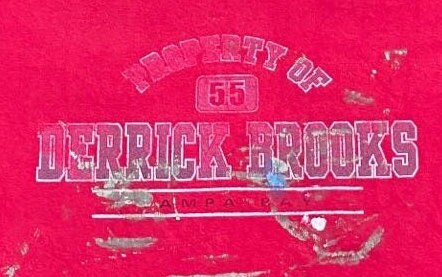 PROPERTY OF
55
DERRICK BROOKS
TAMPA BAY